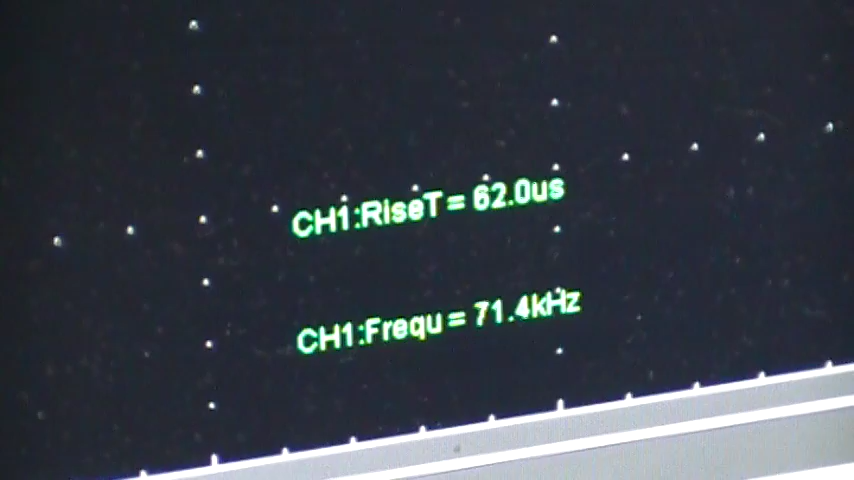 CH1:RiseT = 62.0us
CH1:Frequ = 71.4kHz